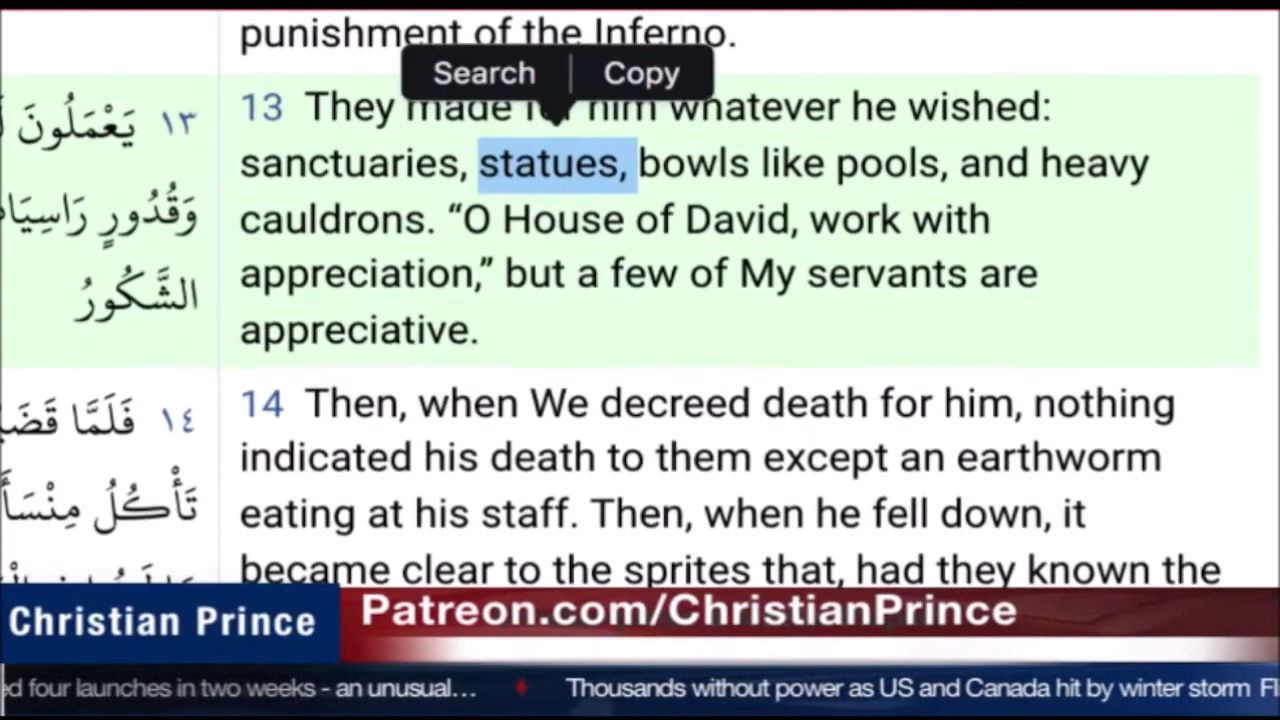 punishment of the Inferno.
Search
Copy
13 They made for him whatever he wished:
sanctuaries, statues, bowls like pools, and heavy
cauldrons. “O House of David, work with
appreciation,” but a few of My servants are
appreciative.
١٣ يَعْمَلُونَ
وَقُدُورٍ
الشَّكُورُ
14 Then, when We decreed death for him, nothing
indicated his death to them except an earthworm
eating at his staff. Then, when he fell down, it
became clear to the sprites that, had they known the
١٤ فَلَمَّا
تَأْكُلُ
Christian Prince
Patreon.com/ChristianPrince
four launches in two weeks - an unusual...
Thousands without power as US and Canada hit by winter storm